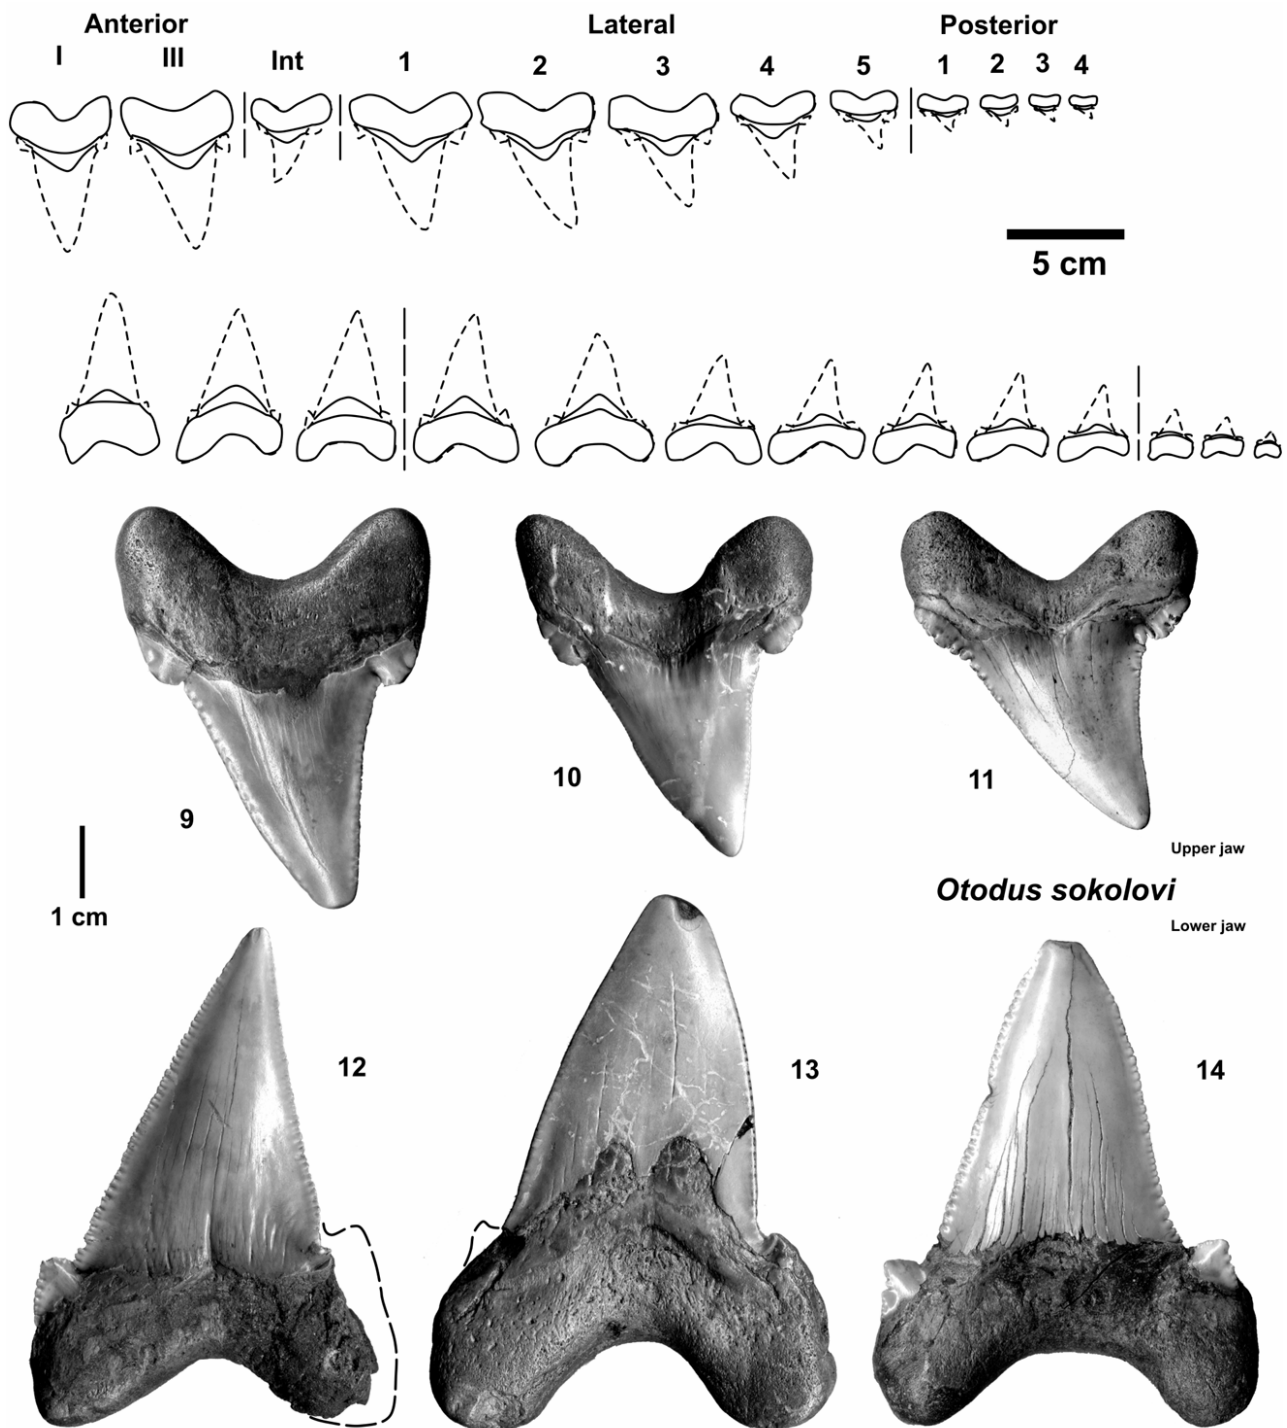 Anterior Lateral Posterior
I III Int 1 2 3 4 5 1 2 3 4
5 cm
9
10
11
1 cm
Upper jaw
Otodus sokolovi
Lower jaw
12
13
14